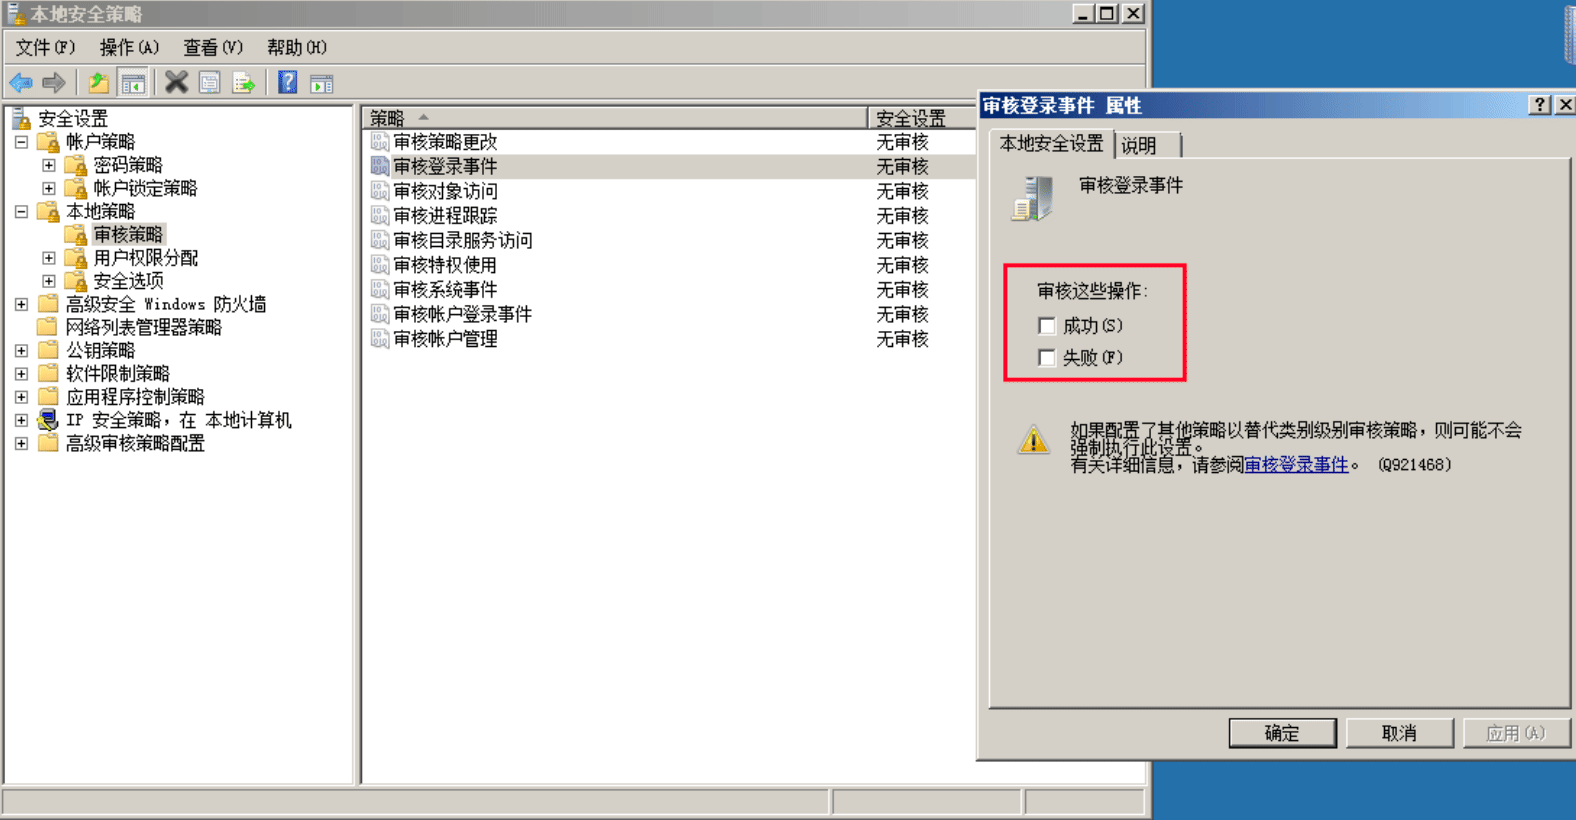 本地安全策略
文件(F) 操作(A) 查看(V) 帮助(H)
安全设置
帐户策略
密码策略
帐户锁定策略
本地策略
审核策略
用户权限分配
安全选项
高级安全 Windows 防火墙
网络列表管理器策略
公钥策略
软件限制策略
应用程序控制策略
IP 安全策略，在 本地计算机
高级审核策略配置
策略 安全设置
审核策略更改 无审核
审核登录事件 无审核
审核对象访问 无审核
审核进程跟踪 无审核
审核目录服务访问 无审核
审核特权使用 无审核
审核系统事件 无审核
审核帐户登录事件 无审核
审核帐户管理 无审核
审核登录事件 属性
本地安全设置 说明
审核登录事件
审核这些操作:
成功(S)
失败(F)
如果配置了其他策略以替代类别级别审核策略，则可能不会
强制执行此设置。
有关详细信息，请参阅审核登录事件。 (Q921468)
确定 取消 应用(A)